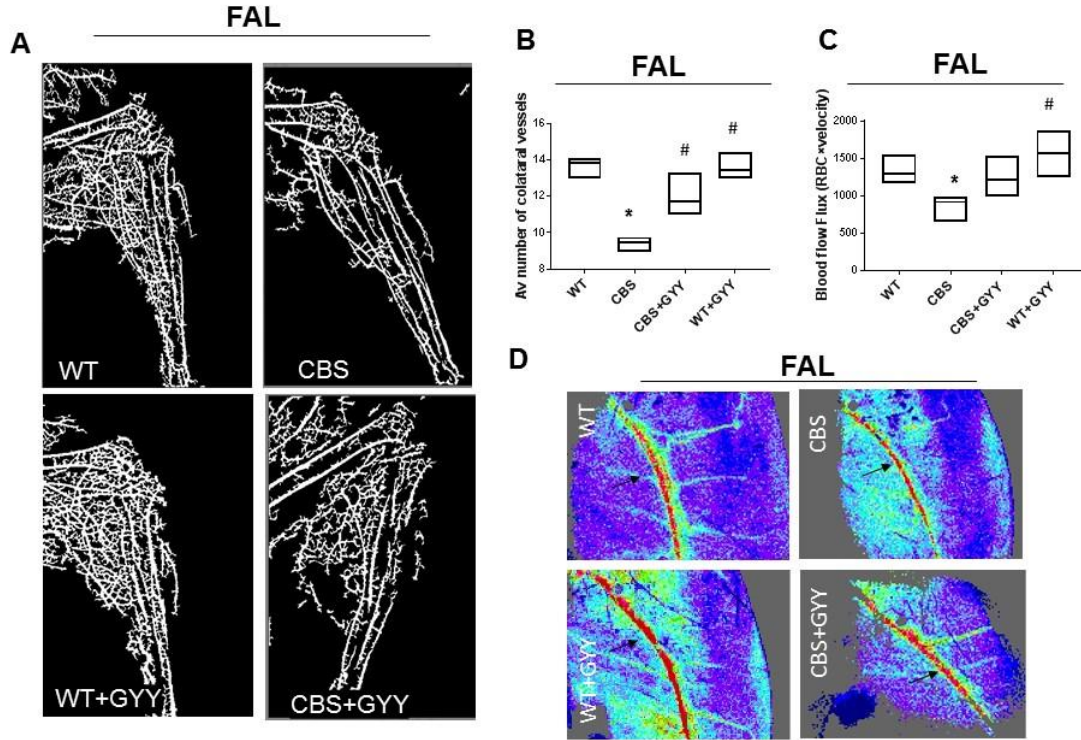 FAL
A
WT
CBS
WT+GYY
CBS+GYY
B
FAL
Av number of colataral vessels
16
14
12
10
8
*
#
#
WT
CBS
CBS+GYY
WT+GYY
C
FAL
Blood flow Flux (RBC ×velocity)
2000
1500
1000
500
0
*
#
WT
CBS
CBS+GYY
WT+GYY
D
FAL
WT
CBS
WT+GYY
CBS+GYY